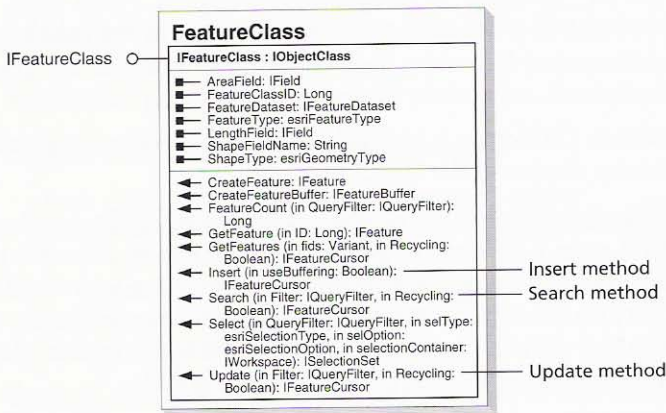 FeatureClass
IFeatureClass
IFeatureClass : IObjectClass
AreaField: IField
FeatureClassID: Long
FeatureDataset: IFeatureDataset
FeatureType: esriFeatureType
LengthField: IField
ShapeFieldName: String
ShapeType: esriGeometryType
CreateFeature: IFeature
CreateFeatureBuffer: IFeatureBuffer
FeatureCount (in QueryFilter: IQueryFilter):
Long
GetFeature (in ID: Long): IFeature
GetFeatures (in fids: Variant, in Recycling:
Boolean): IFeatureCursor
Insert (in useBuffering: Boolean):
IFeatureCursor
Insert method
Search (in Filter: IQueryFilter, in Recycling:
Boolean): IFeatureCursor
Search method
Select (in QueryFilter: IQueryFilter, in selType:
esriSelectionType, in selOption:
esriSelectionOption, in selectionContainer:
IWorkspace): ISelectionSet
Update (in Filter: IQueryFilter, in Recycling:
Boolean): IFeatureCursor
Update method